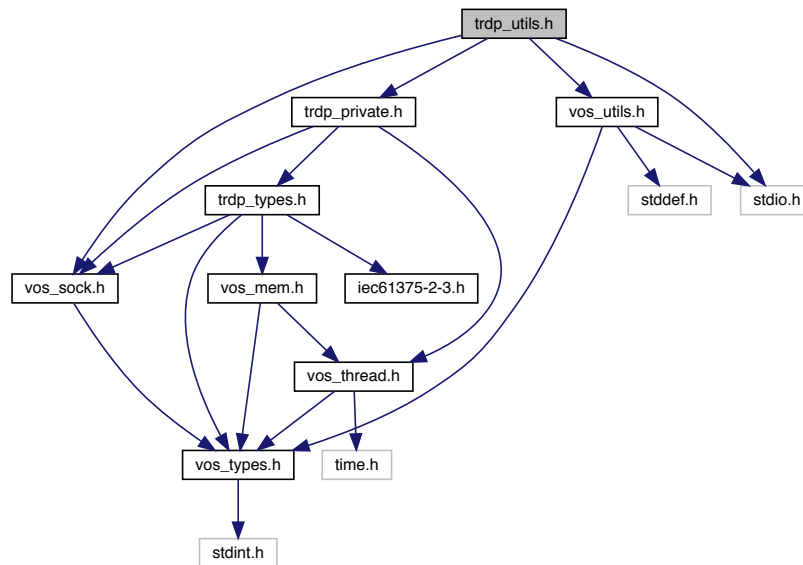 trdp_utils.h
trdp_private.h
vos_utils.h
trdp_types.h
stddef.h
stdio.h
vos_sock.h
vos_mem.h
iec61375-2-3.h
vos_thread.h
vos_types.h
time.h
stdint.h